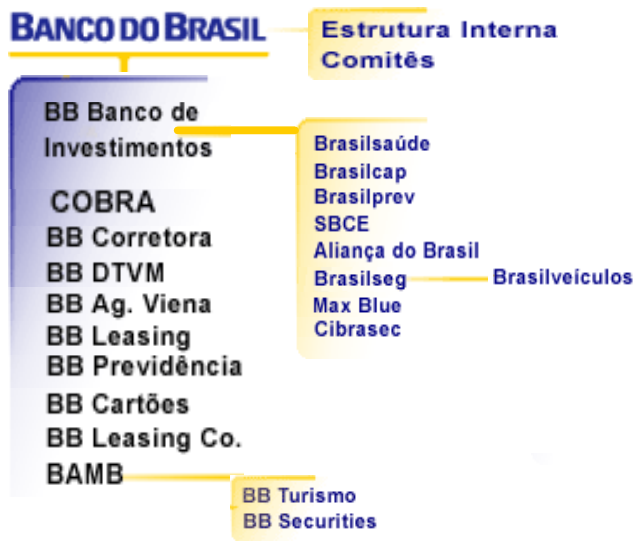 BANCO DO BRASIL
Estrutura Interna
Comitês
BB Banco de
Investimentos
COBRA
BB Corretora
BB DTVM
BB Ag. Viena
BB Leasing
BB Previdência
BB Cartões
BB Leasing Co.
BAMB
Brasilsaúde
Brasilcap
Brasilprev
SBCE
Aliança do Brasil
Brasilseg
Brasilveículos
Max Blue
Cibrasec
BB Turismo
BB Securities